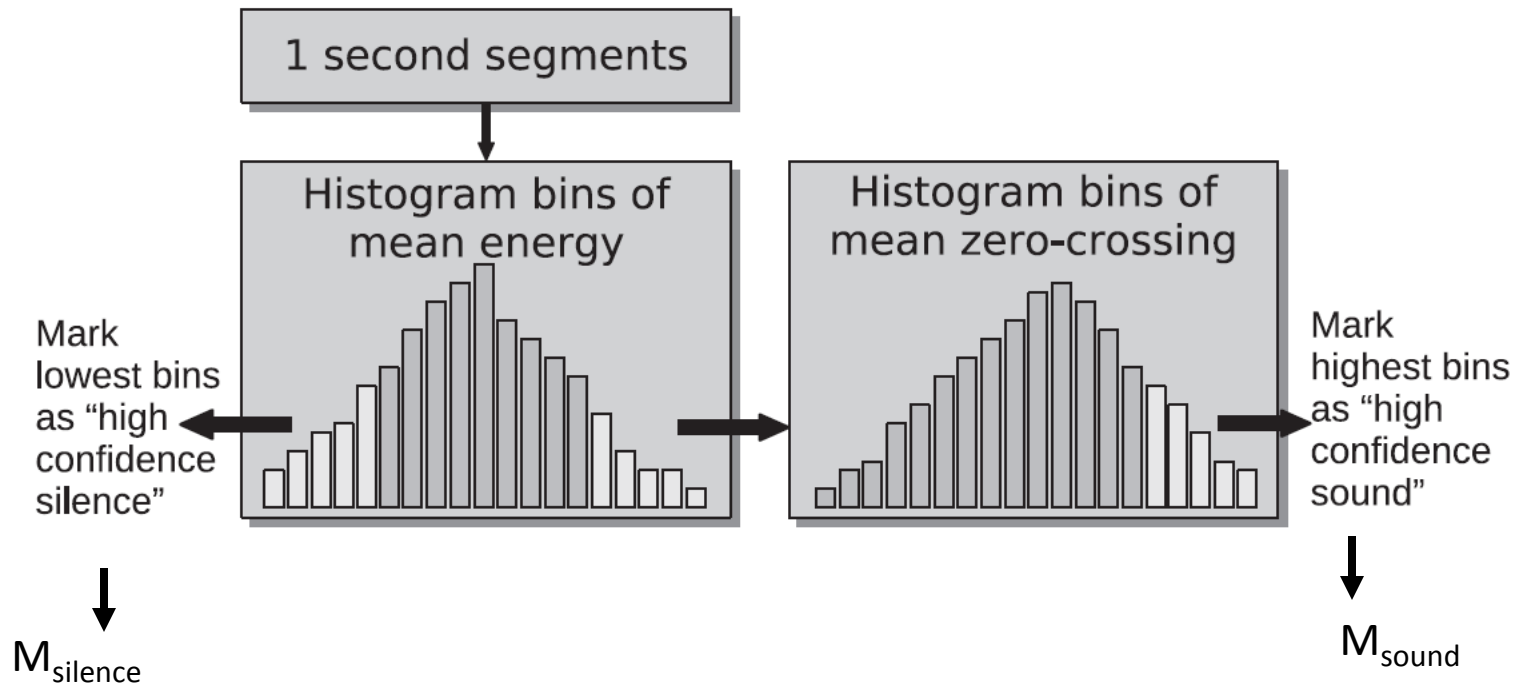 1 second segments
Histogram bins of
mean energy
Histogram bins of
mean zero-crossing
Mark
lowest bins
as “high
confidence
silence”
Mark
highest bins
as “high
confidence
sound”
Msilence
Msound